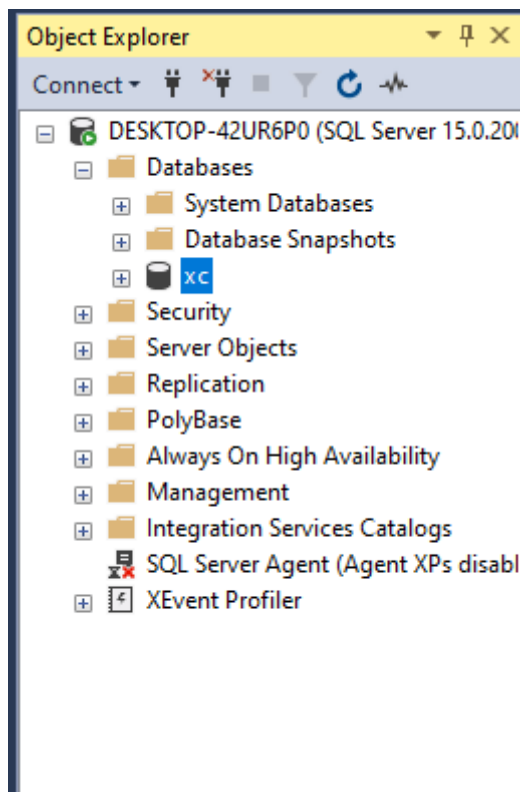 Object Explorer
Connect
DESKTOP-42UR6P0 (SQL Server 15.0.200
Databases
System Databases
Database Snapshots
xc
Security
Server Objects
Replication
PolyBase
Always On High Availability
Management
Integration Services Catalogs
SQL Server Agent (Agent XPs disabl
XEvent Profiler